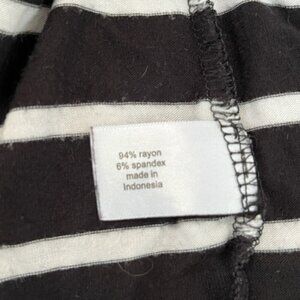 94% rayon
6% spandex
made in
Indonesia